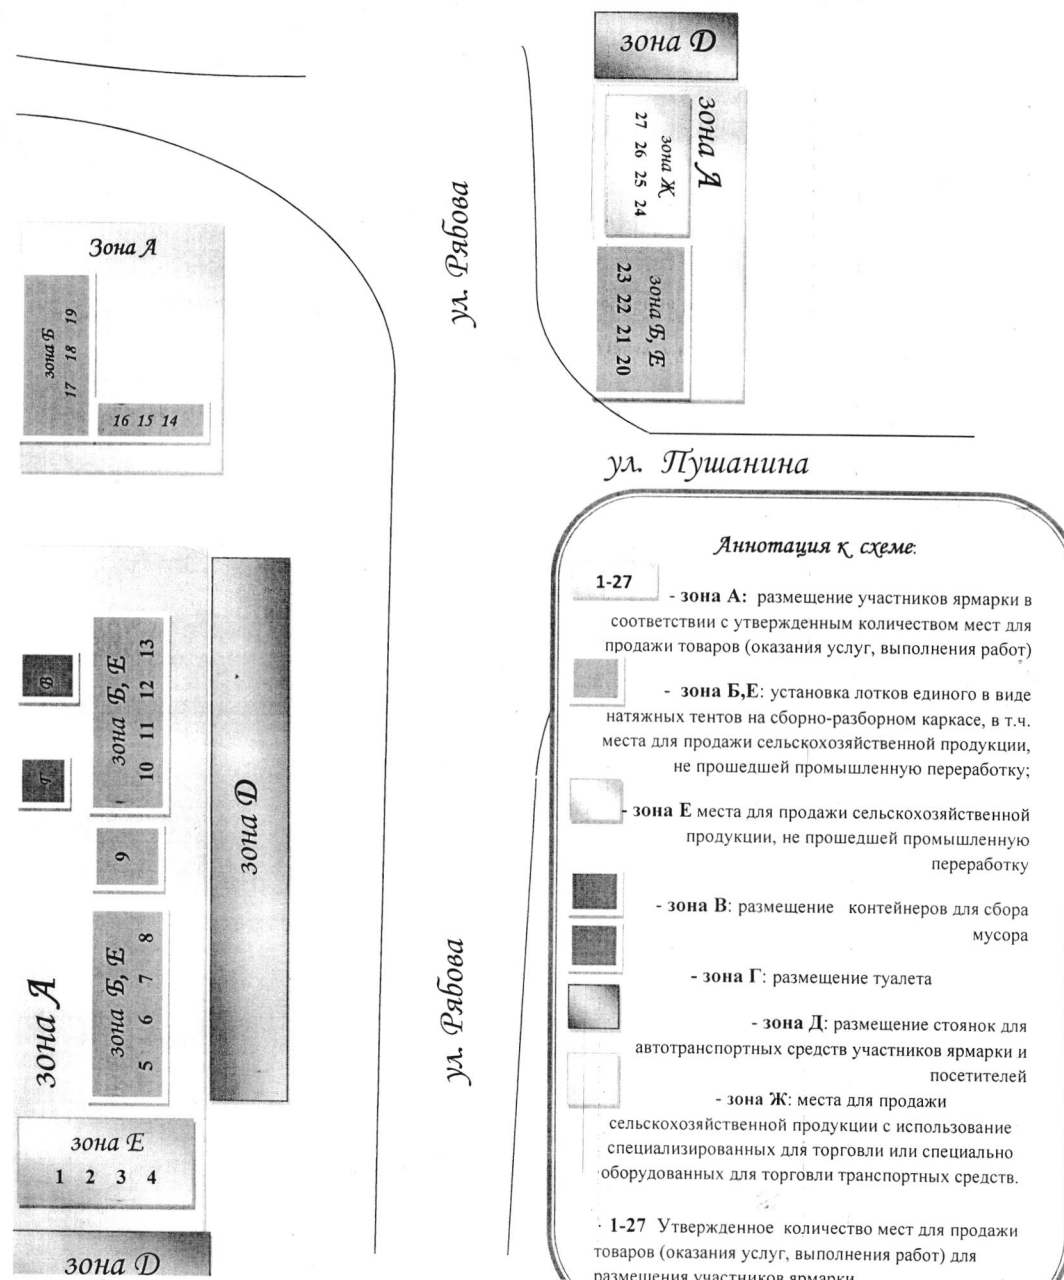 зона D
зона А
зона Ж
27 26 25 24
зона Б, Е
23 22 21 20
ул. Рябова
Зона А
зона Б
17 18 19
16 15 14
ул. Пушанина
В
Г
зона Б, Е
10 11 12 13
9
зона D
зона А
зона Б, Е
5 6 7 8
ул. Рябова
зона Е
1 2 3 4
зона D
Аннотация к схеме:
1-27
- зона А: размещение участников ярмарки в
соответствии с утвержденным количеством мест для
продажи товаров (оказания услуг, выполнения работ)
- зона Б,Е: установка лотков единого в виде
натяжных тентов на сборно-разборном каркасе, в т.ч.
места для продажи сельскохозяйственной продукции,
не прошедшей промышленную переработку;
- зона Е места для продажи сельскохозяйственной
продукции, не прошедшей промышленную
переработку
- зона В: размещение контейнеров для сбора
мусора
- зона Г: размещение туалета
- зона Д: размещение стоянок для
автотранспортных средств участников ярмарки и
посетителей
- зона Ж: места для продажи
сельскохозяйственной продукции с использование
специализированных для торговли или специально
оборудованных для торговли транспортных средств.
1-27 Утвержденное количество мест для продажи
товаров (оказания услуг, выполнения работ) для
размещения участников ярмарки